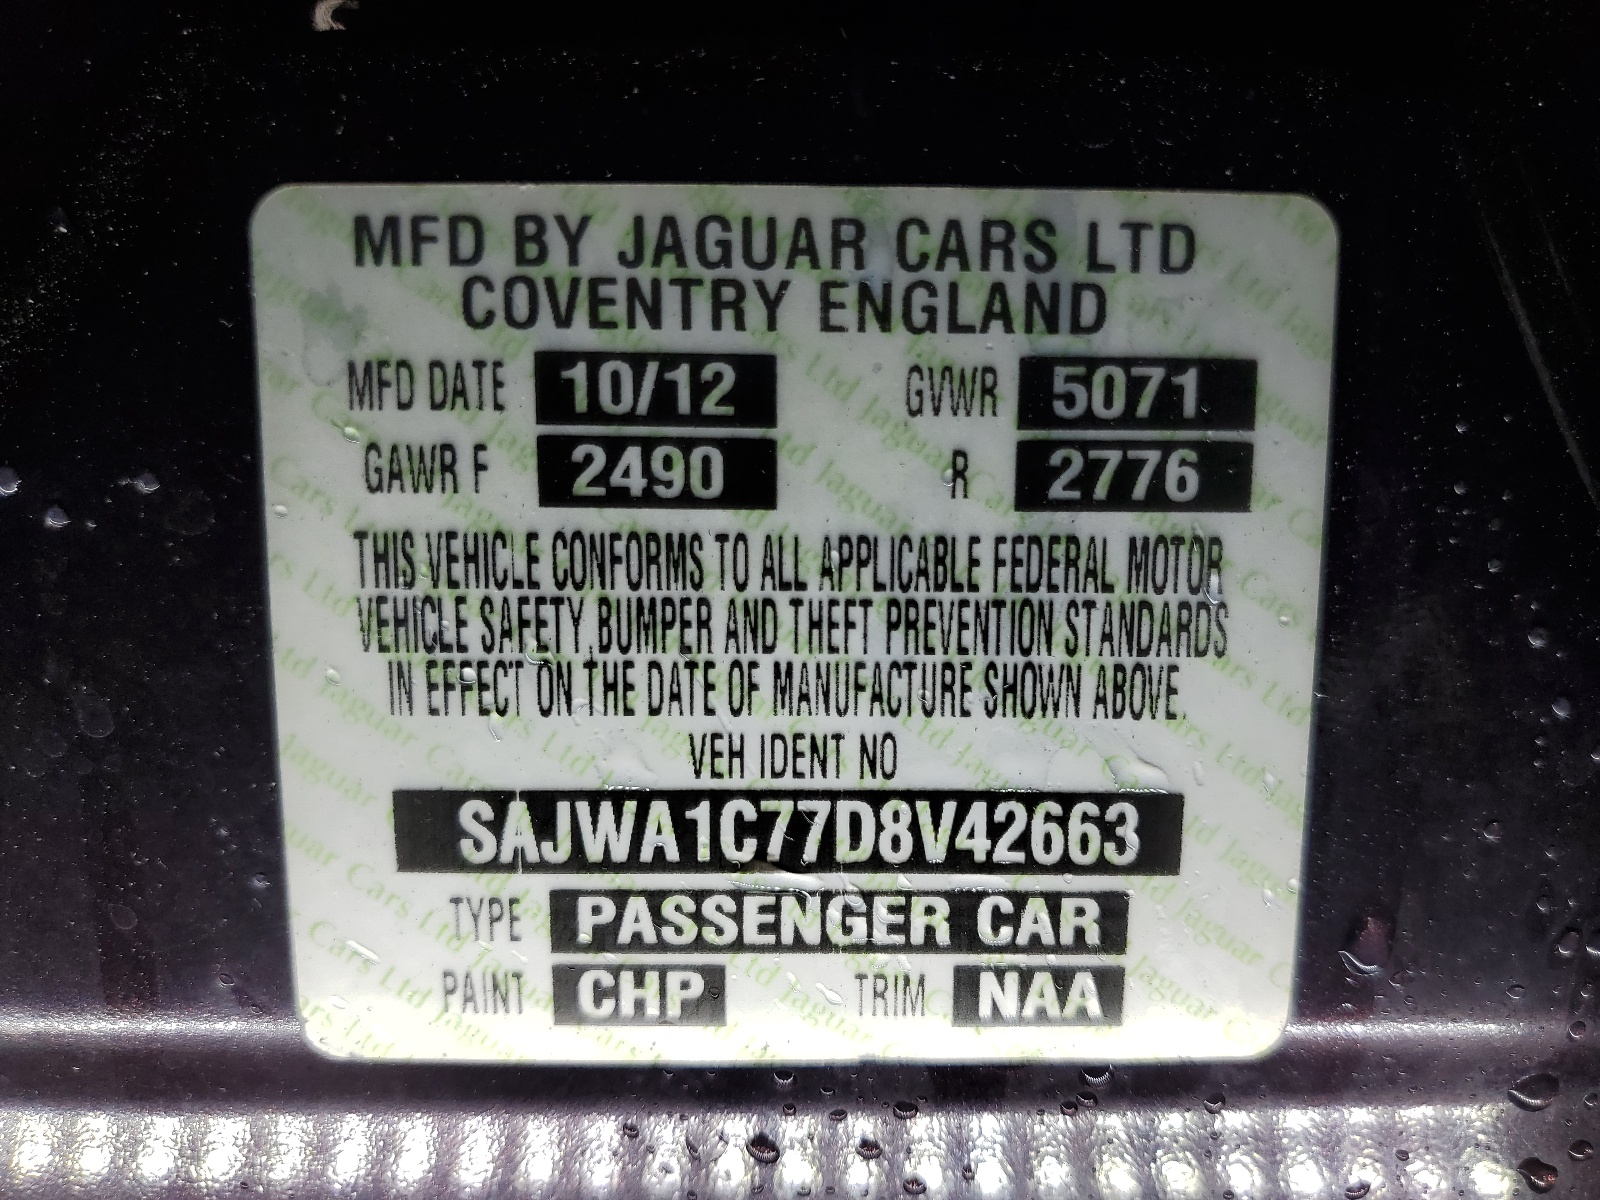 MFD BY JAGUAR CARS LTD
COVENTRY ENGLAND
MFD DATE 10/12 GVWR 5071
GAWR F 2490 R 2776
THIS VEHICLE CONFORMS TO ALL APPLICABLE FEDERAL MOTOR
VEHICLE SAFETY, BUMPER AND THEFT PREVENTION STANDARDS
IN EFFECT ON THE DATE OF MANUFACTURE SHOWN ABOVE.
VEH IDENT NO
SAJWA1C77D8V42663
TYPE PASSENGER CAR
PAINT CHP TRIM NAA